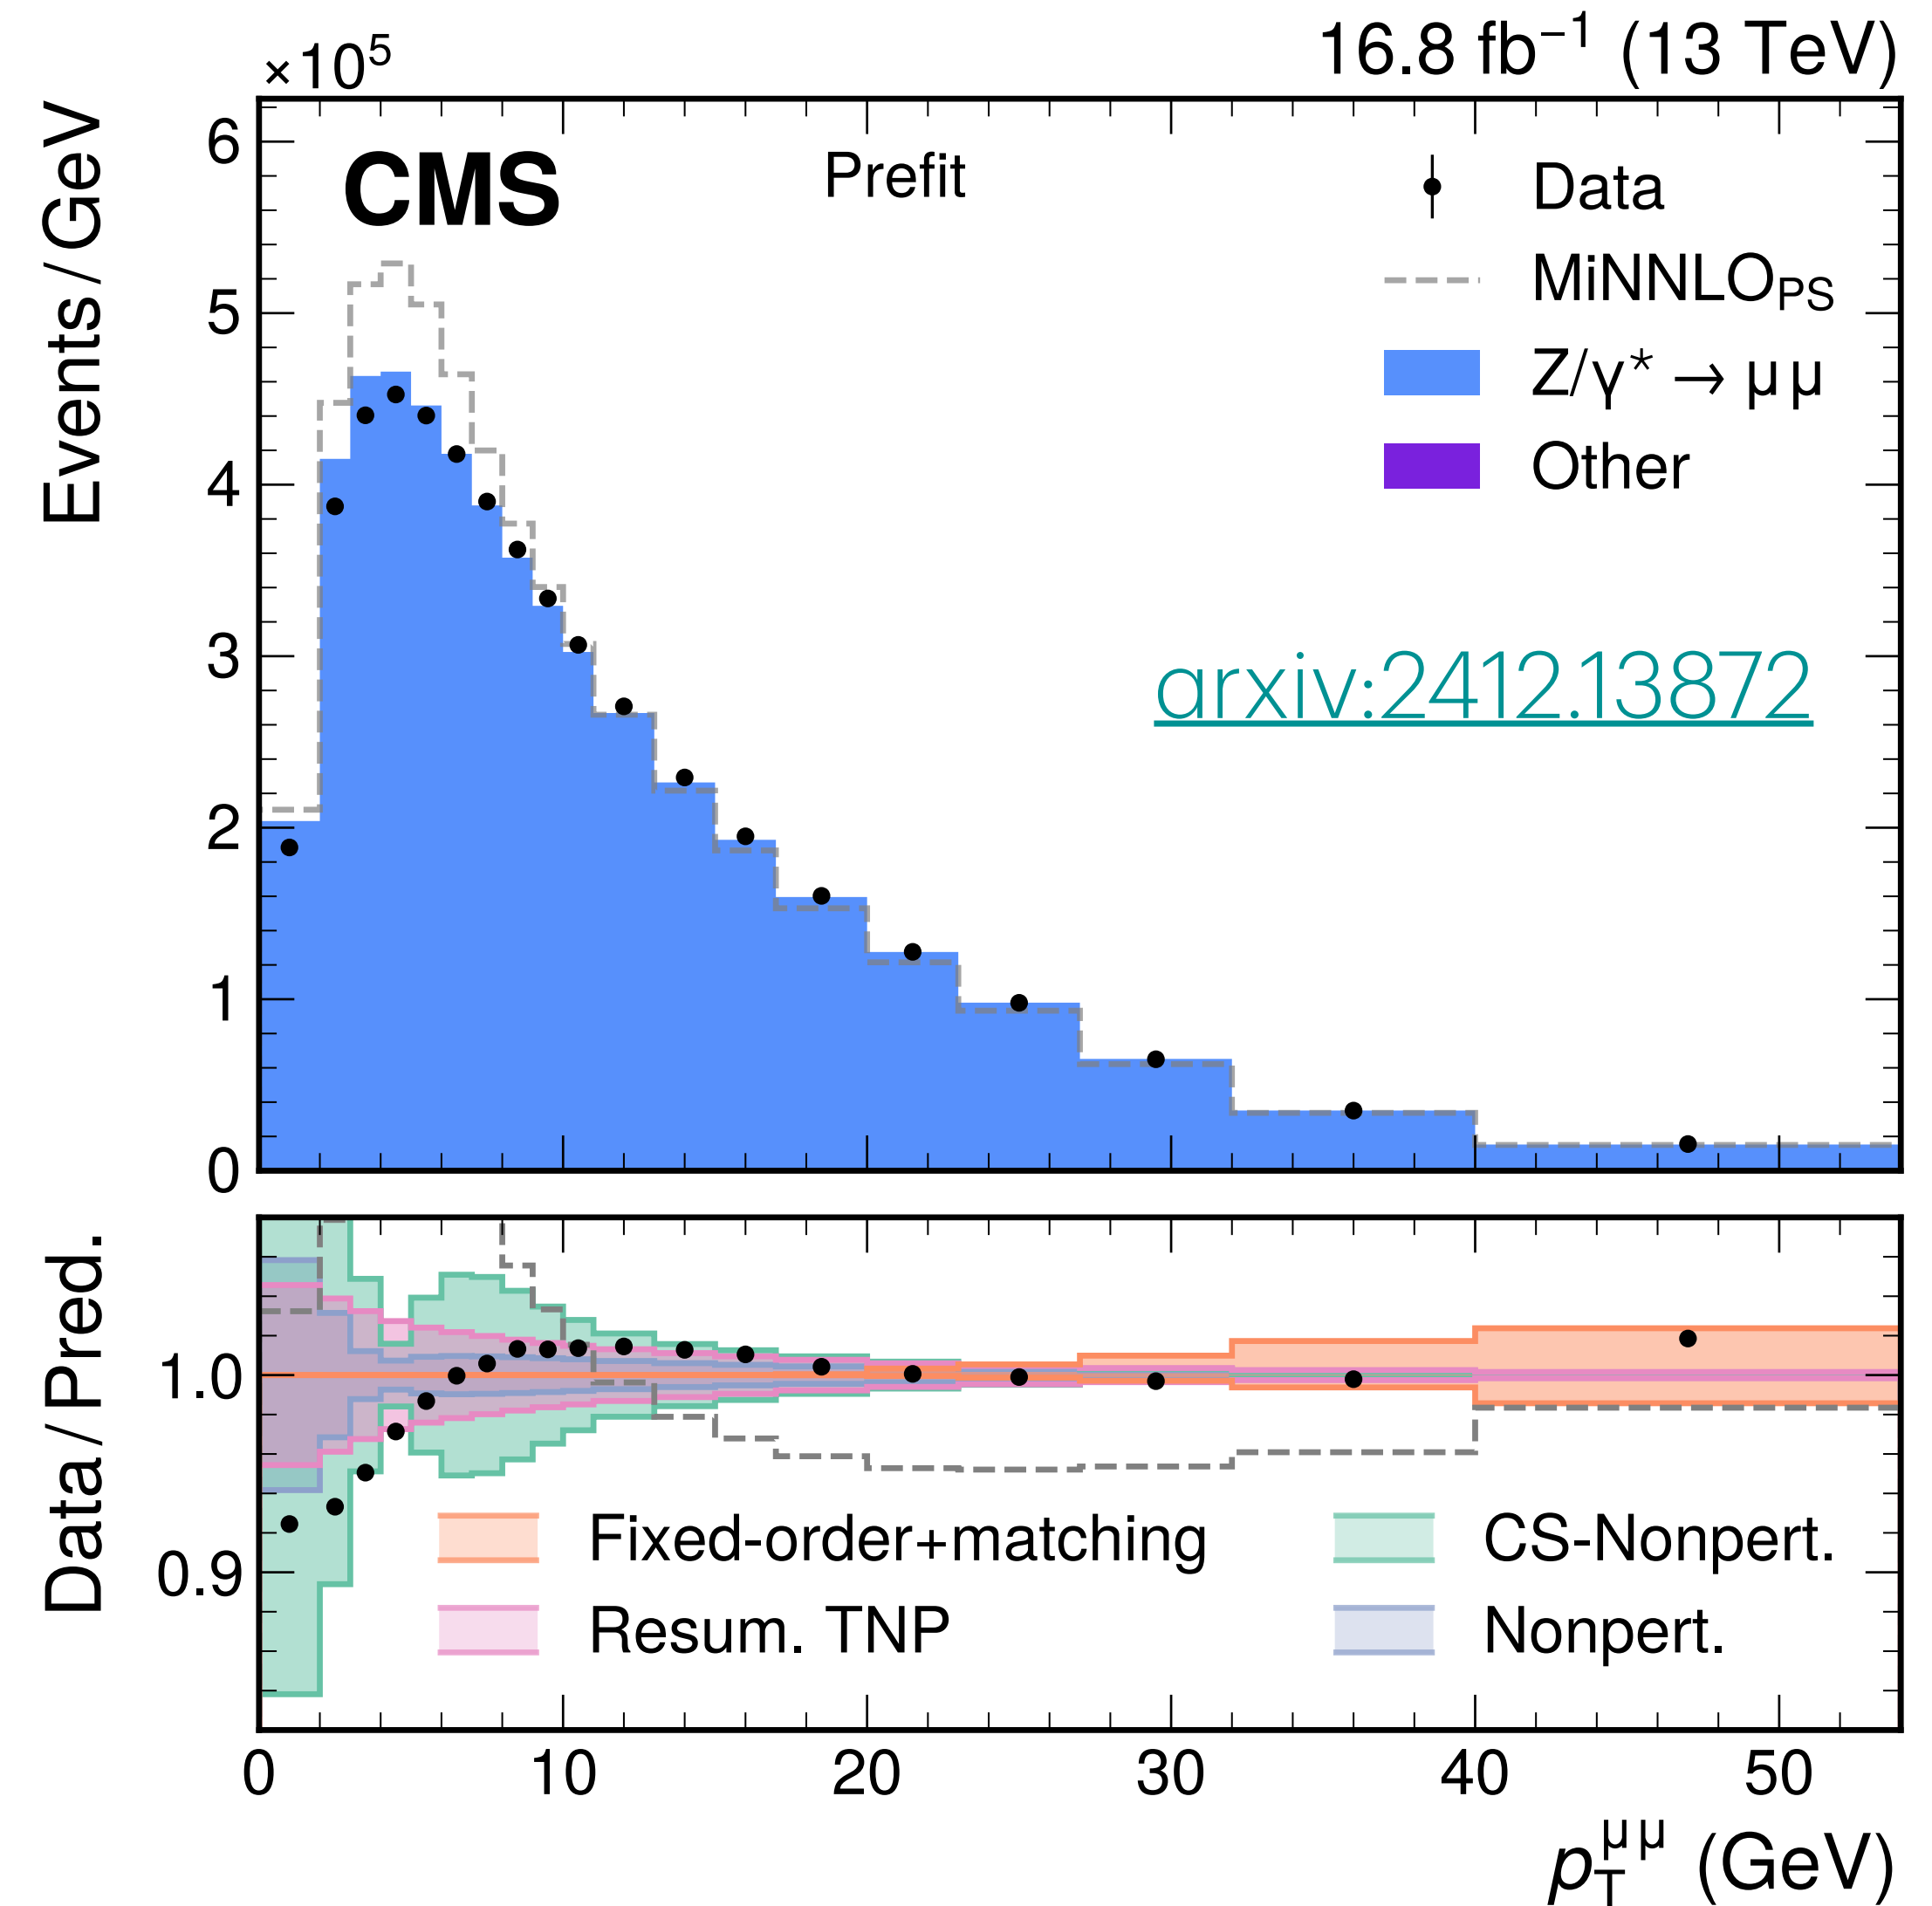 ×10⁵
16.8 fb⁻¹ (13 TeV)
Events / GeV
6
5
4
3
2
1
0
CMS
Prefit
Data
MiNNLO_PS
Z/γ* → μμ
Other
arxiv:2412.13872
Data / Pred.
1.0
0.9
Fixed-order+matching
CS-Nonpert.
Resum. TNP
Nonpert.
0 10 20 30 40 50
p_T^μμ (GeV)